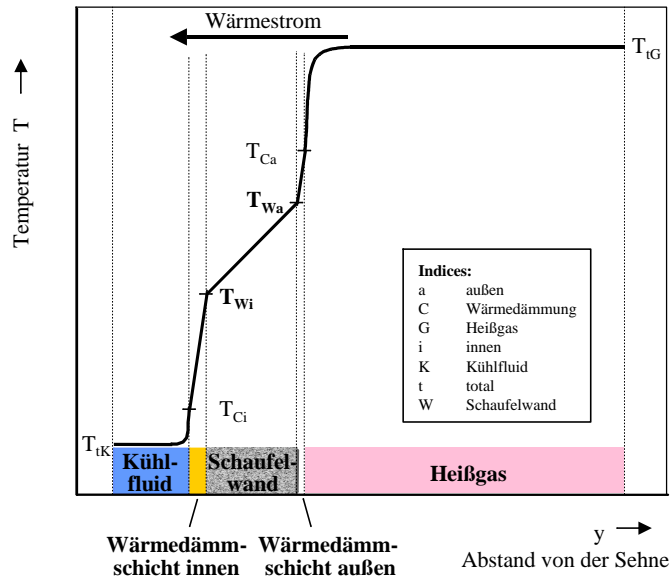 Wärmestrom
T_tG
Temperatur T
T_Ca
T_Wa
T_Wi
T_Ci
T_tK
Indices:
a außen
C Wärmedämmung
G Heißgas
i innen
K Kühlfluid
t total
W Schaufelwand
Kühl-
fluid
Schaufel-
wand
Heißgas
Wärmedämm-
schicht innen
Wärmedämm-
schicht außen
y
Abstand von der Sehne